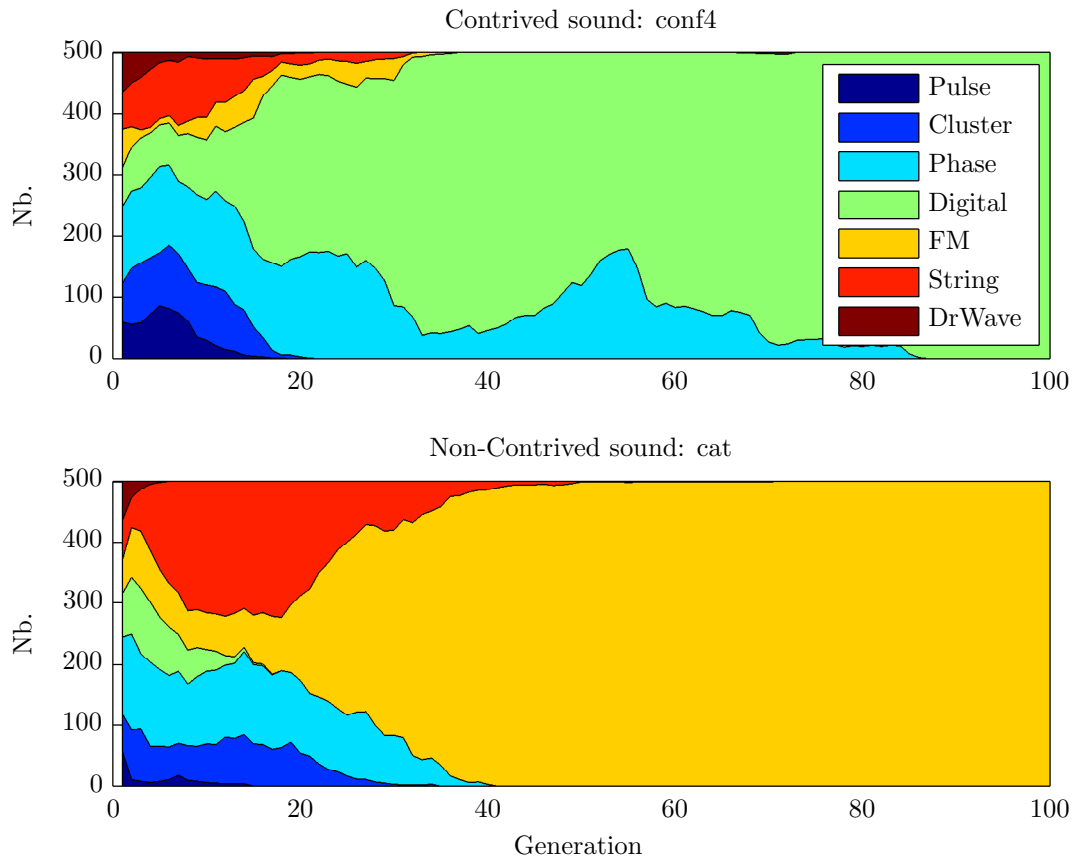 Contrived sound: conf4
500
400
300
200
100
0
Nb.
0 20 40 60 80 100
Pulse
Cluster
Phase
Digital
FM
String
DrWave
Non-Contrived sound: cat
500
400
300
200
100
0
Nb.
0 20 40 60 80 100
Generation